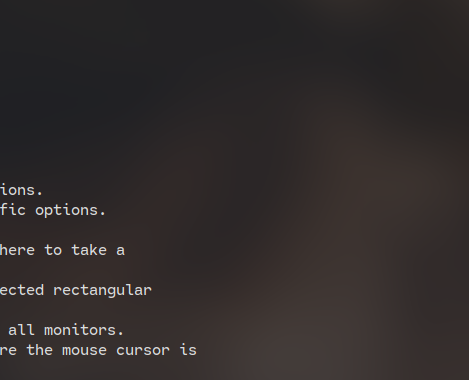 ions.
fic options.
here to take a
ected rectangular
all monitors.
re the mouse cursor is